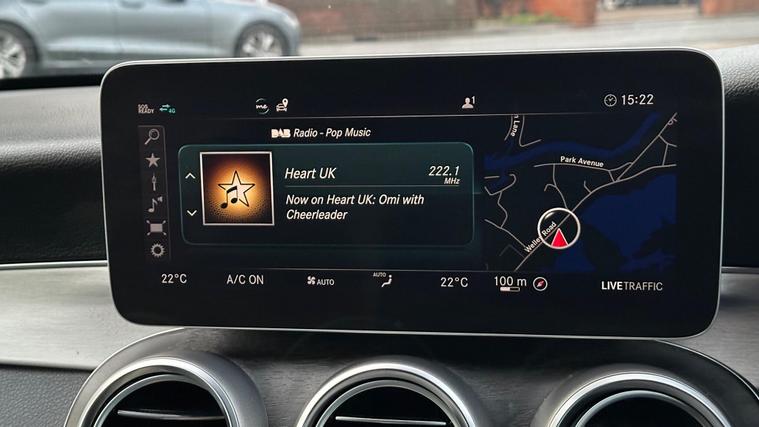 SOS READY
4G
me
1
15:22
DAB Radio - Pop Music
Heart UK
222.1
MHz
Now on Heart UK: Omi with
Cheerleader
Lane
Park Avenue
Road
22°C
A/C ON
AUTO
AUTO
22°C
100 m
LIVETRAFFIC